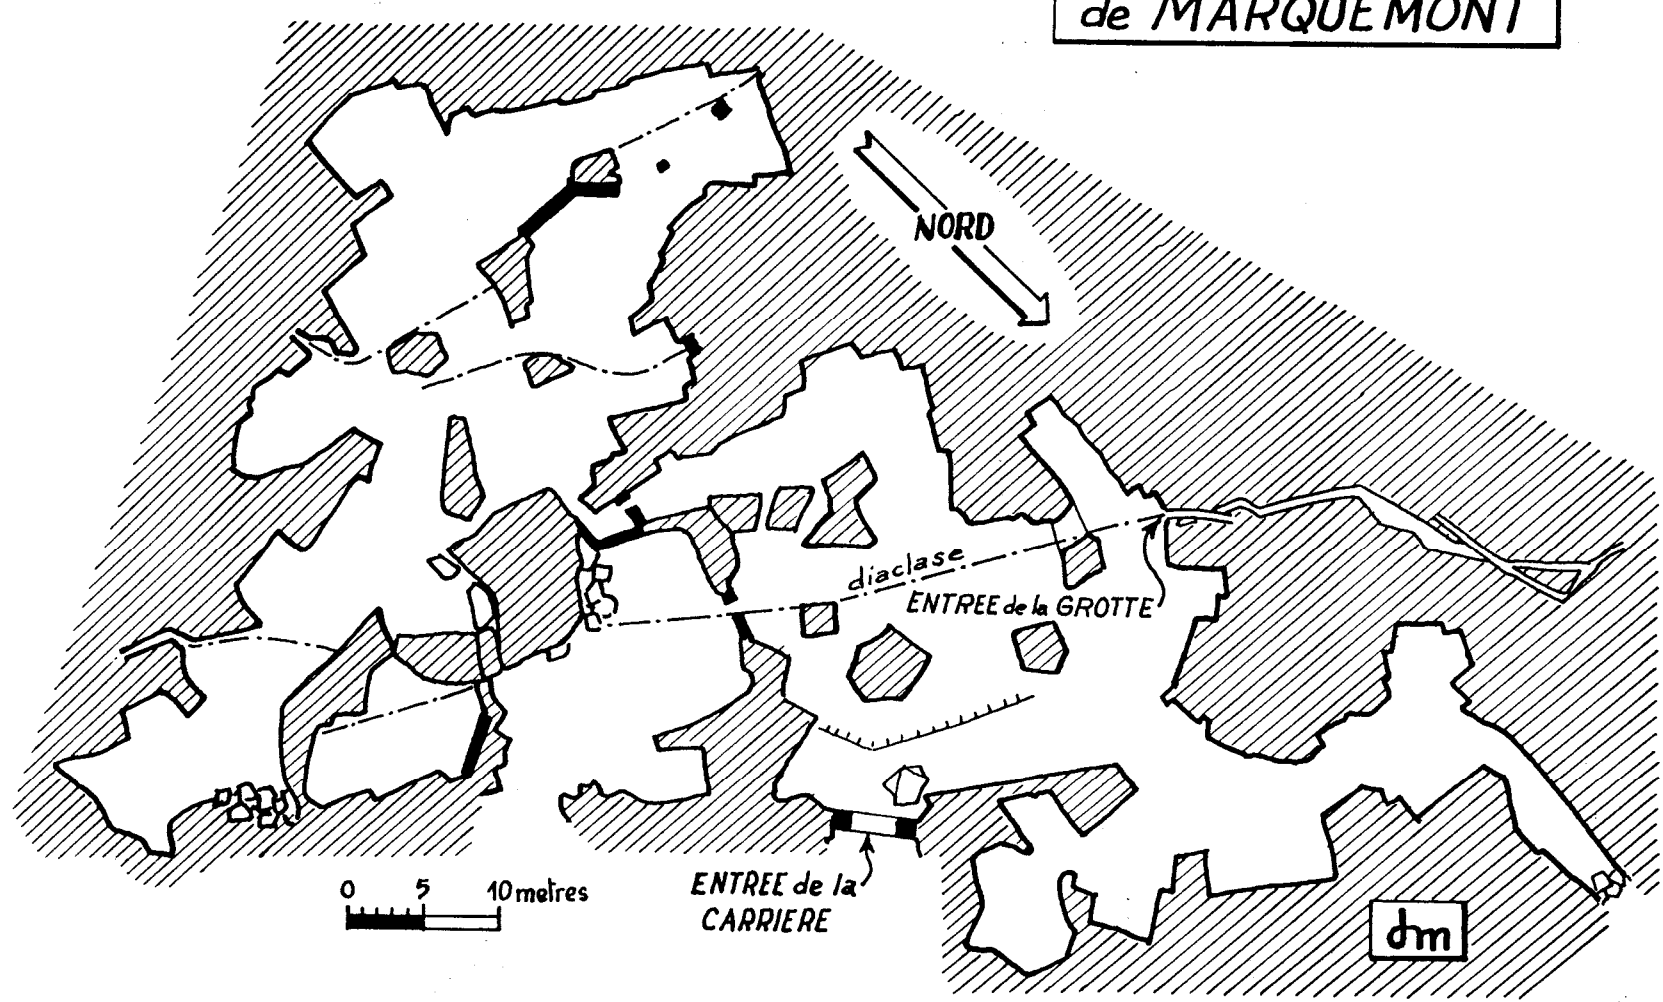 de MARQUEMONT
NORD
diaclase
ENTREE de la GROTTE
0 5 10 metres
ENTREE de la
CARRIERE
dm